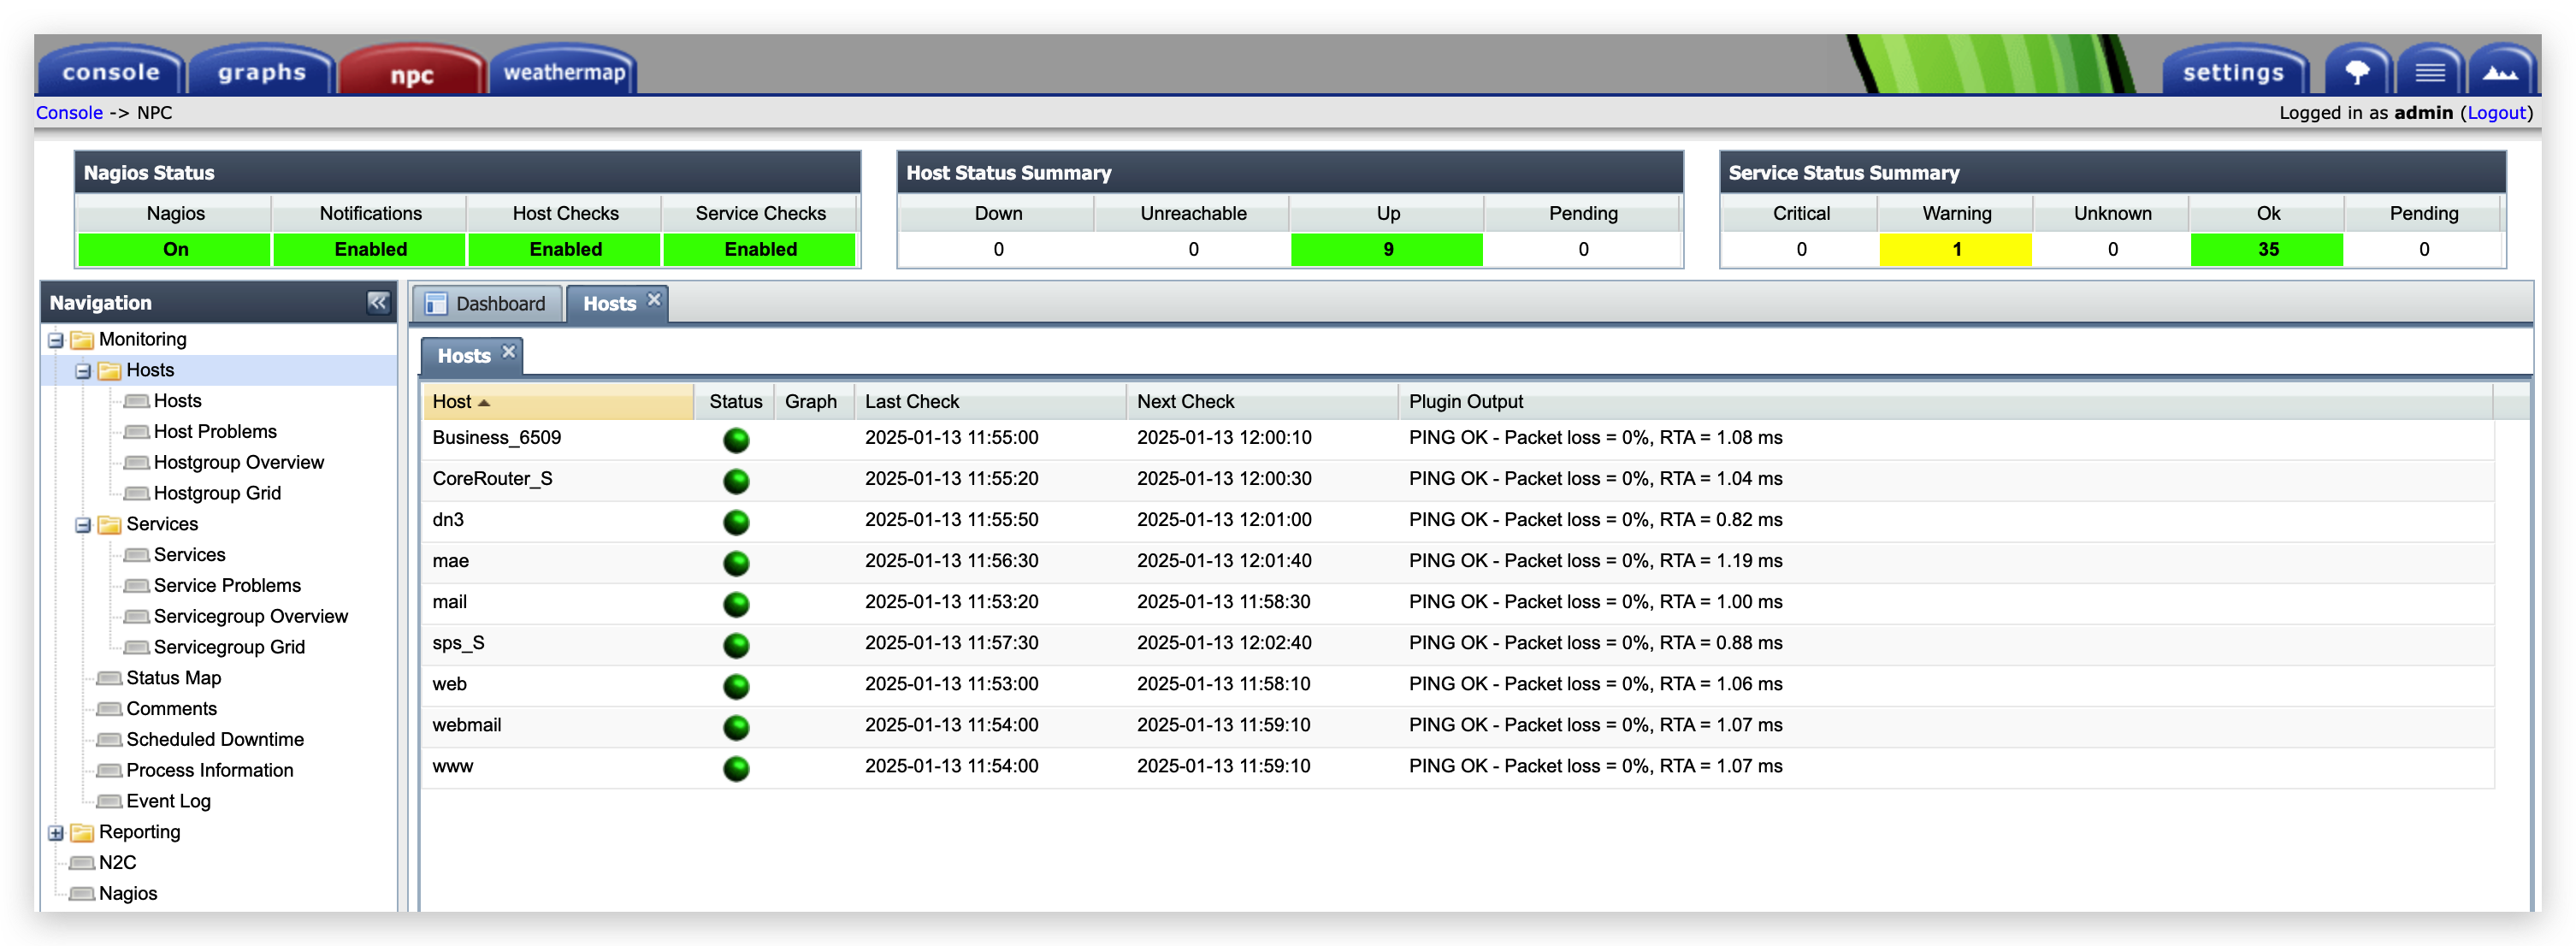 console graphs npc weathermap settings
Console -> NPC Logged in as admin (Logout)
Nagios Status
Nagios Notifications Host Checks Service Checks
On Enabled Enabled Enabled
Host Status Summary
Down Unreachable Up Pending
0 0 9 0
Service Status Summary
Critical Warning Unknown Ok Pending
0 1 0 35 0
Navigation
Monitoring
Hosts
Hosts
Host Problems
Hostgroup Overview
Hostgroup Grid
Services
Services
Service Problems
Servicegroup Overview
Servicegroup Grid
Status Map
Comments
Scheduled Downtime
Process Information
Event Log
Reporting
N2C
Nagios
Dashboard Hosts
Hosts
Host Status Graph Last Check Next Check Plugin Output
Business_6509 2025-01-13 11:55:00 2025-01-13 12:00:10 PING OK - Packet loss = 0%, RTA = 1.08 ms
CoreRouter_S 2025-01-13 11:55:20 2025-01-13 12:00:30 PING OK - Packet loss = 0%, RTA = 1.04 ms
dn3 2025-01-13 11:55:50 2025-01-13 12:01:00 PING OK - Packet loss = 0%, RTA = 0.82 ms
mae 2025-01-13 11:56:30 2025-01-13 12:01:40 PING OK - Packet loss = 0%, RTA = 1.19 ms
mail 2025-01-13 11:53:20 2025-01-13 11:58:30 PING OK - Packet loss = 0%, RTA = 1.00 ms
sps_S 2025-01-13 11:57:30 2025-01-13 12:02:40 PING OK - Packet loss = 0%, RTA = 0.88 ms
web 2025-01-13 11:53:00 2025-01-13 11:58:10 PING OK - Packet loss = 0%, RTA = 1.06 ms
webmail 2025-01-13 11:54:00 2025-01-13 11:59:10 PING OK - Packet loss = 0%, RTA = 1.07 ms
www 2025-01-13 11:54:00 2025-01-13 11:59:10 PING OK - Packet loss = 0%, RTA = 1.07 ms